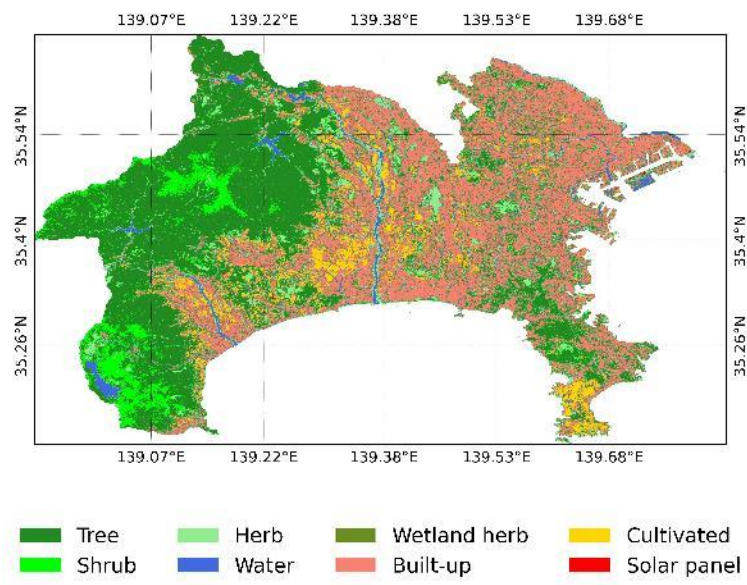 139.07°E 139.22°E 139.38°E 139.53°E 139.68°E
35.54°N 35.54°N
35.4°N 35.4°N
35.26°N 35.26°N
139.07°E 139.22°E 139.38°E 139.53°E 139.68°E
Tree Herb Wetland herb Cultivated
Shrub Water Built-up Solar panel